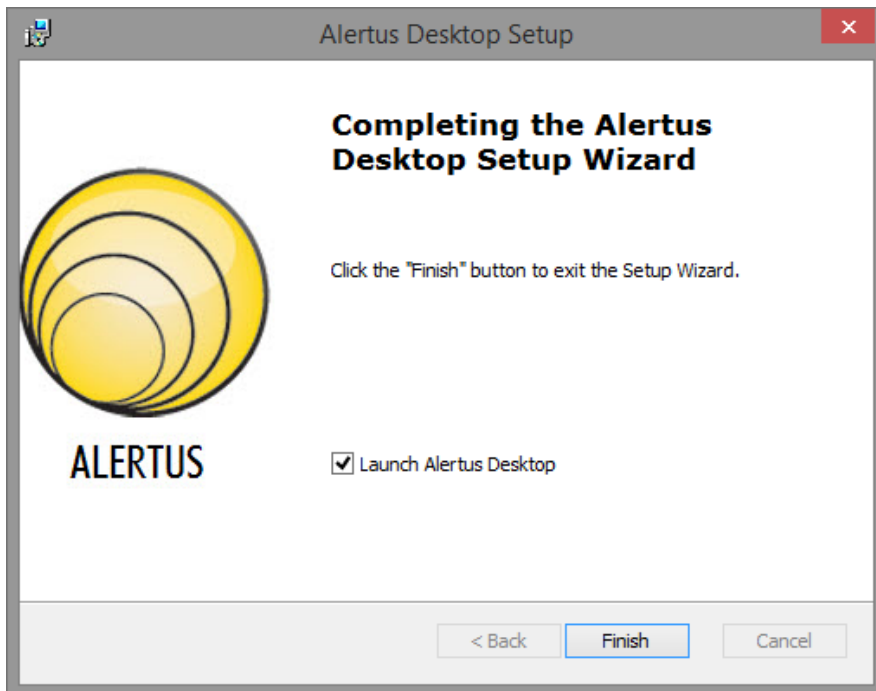 Alertus Desktop Setup
Completing the Alertus
Desktop Setup Wizard
Click the "Finish" button to exit the Setup Wizard.
ALERTUS
Launch Alertus Desktop
< Back
Finish
Cancel